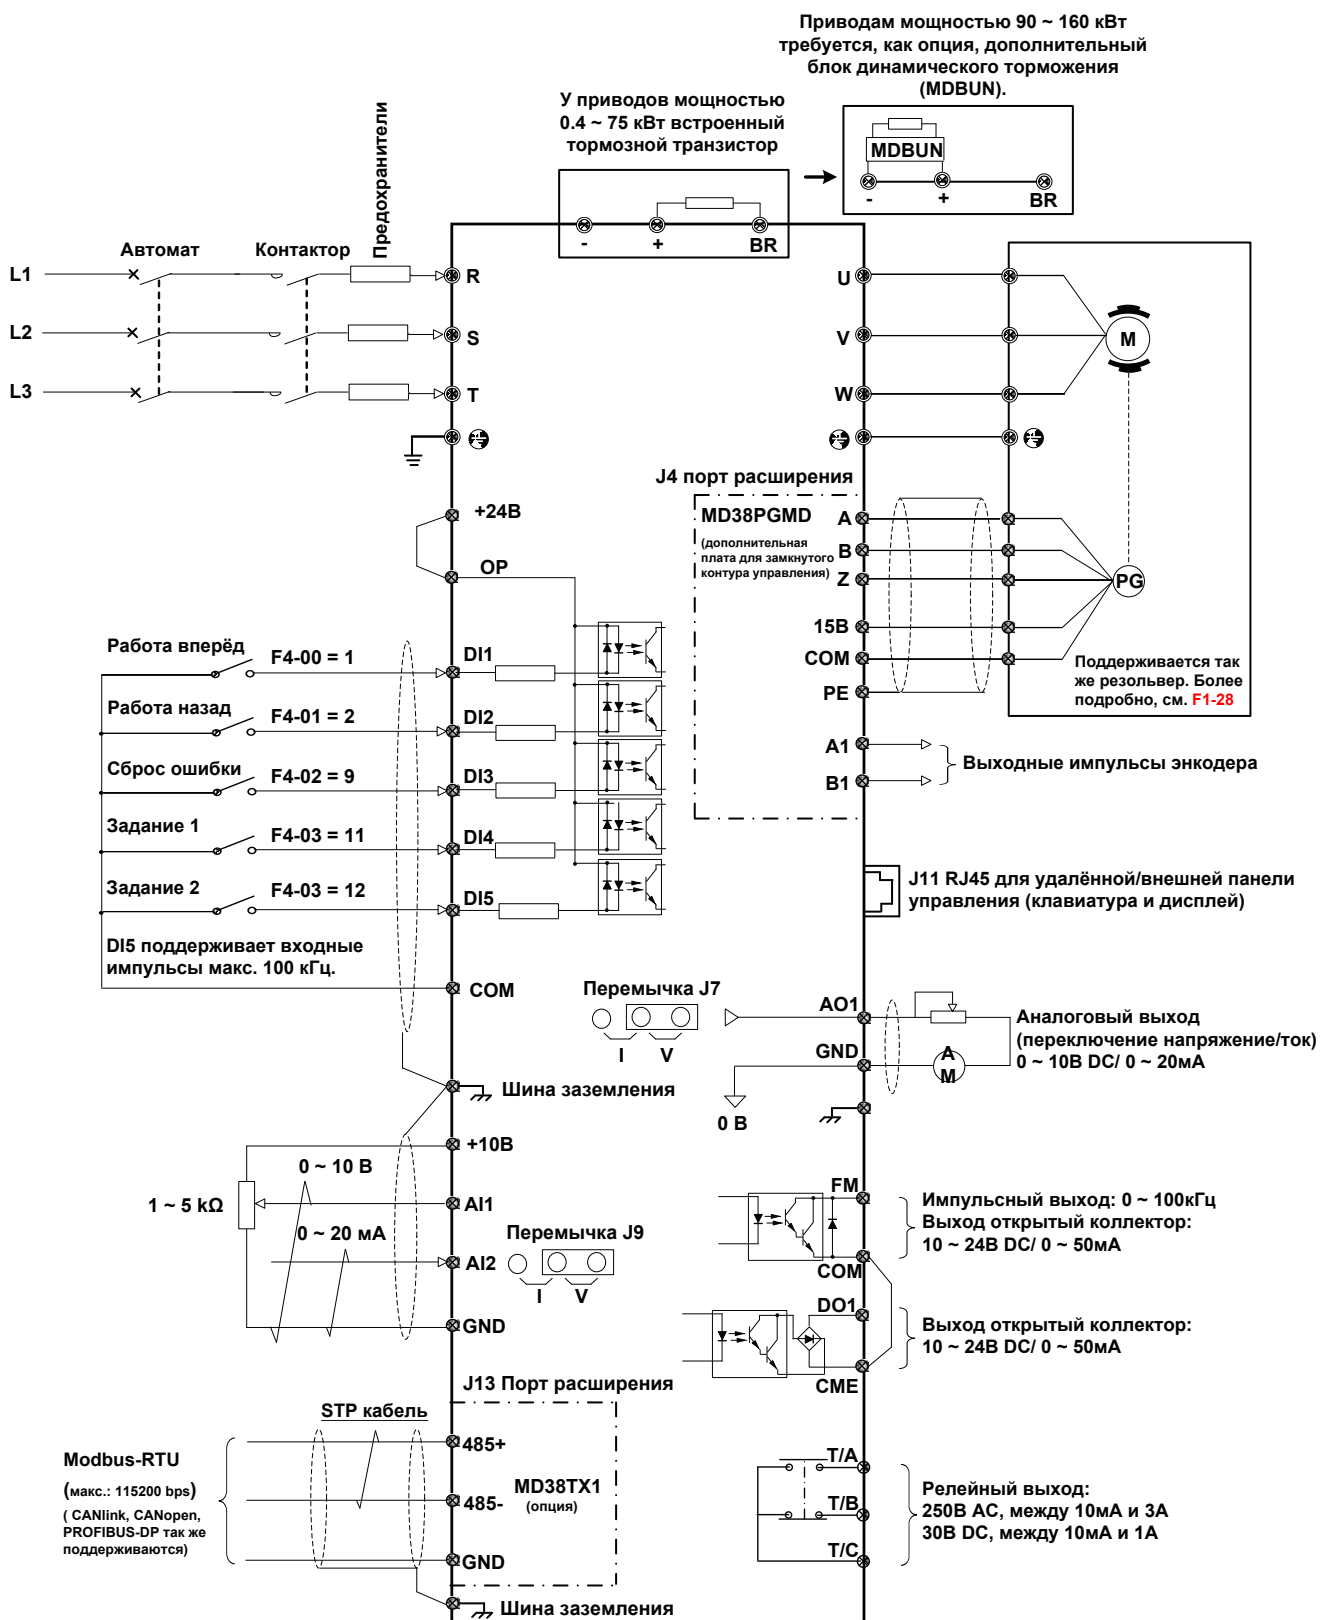 Приводам мощностью 90 ~ 160 кВт
требуется, как опция, дополнительный
блок динамического торможения
(MDBUN).
У приводов мощностью
0.4 ~ 75 кВт встроенный
тормозной транзистор
MDBUN
- + BR
- + BR
Предохранители
Автомат
Контактор
L1
R
U
L2
S
V
M
L3
T
W
J4 порт расширения
+24В
MD38PGMD
(дополнительная
плата для замкнутого
контура управления)
A
B
Z
15В
COM
PE
PG
Поддерживается так
же резольвер. Более
подробно, см. F1-28
A1
B1
Выходные импульсы энкодера
OP
Работа вперёд
F4-00 = 1
DI1
Работа назад
F4-01 = 2
DI2
Сброс ошибки
F4-02 = 9
DI3
Задание 1
F4-03 = 11
DI4
Задание 2
F4-03 = 12
DI5
DI5 поддерживает входные
импульсы макс. 100 кГц.
COM
J11 RJ45 для удалённой/внешней панели
управления (клавиатура и дисплей)
Перемычка J7
I V
AO1
GND
0 В
A
M
Аналоговый выход
(переключение напряжение/ток)
0 ~ 10В DC/ 0 ~ 20мА
Шина заземления
+10В
0 ~ 10 В
1 ~ 5 kΩ
AI1
0 ~ 20 мА
AI2
Перемычка J9
I V
GND
FM
COM
Импульсный выход: 0 ~ 100кГц
Выход открытый коллектор:
10 ~ 24В DC/ 0 ~ 50мА
DO1
CME
Выход открытый коллектор:
10 ~ 24В DC/ 0 ~ 50мА
J13 Порт расширения
STP кабель
Modbus-RTU
(макс.: 115200 bps)
( CANlink, CANopen,
PROFIBUS-DP так же
поддерживаются)
485+
485-
GND
MD38TX1
(опция)
Шина заземления
T/A
T/B
T/C
Релейный выход:
250В AC, между 10мА и 3А
30В DC, между 10мА и 1А